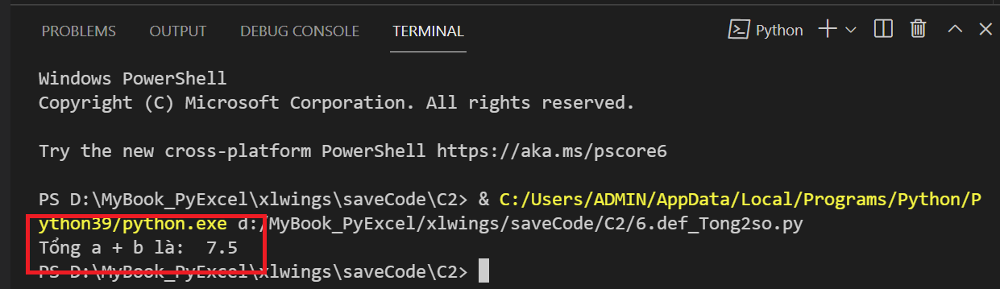 PROBLEMS OUTPUT DEBUG CONSOLE TERMINAL Python
Windows PowerShell
Copyright (C) Microsoft Corporation. All rights reserved.
Try the new cross-platform PowerShell https://aka.ms/pscore6
PS D:\MyBook_PyExcel\xlwings\saveCode\C2> & C:/Users/ADMIN/AppData/Local/Programs/Python/P
ython39/python.exe d:/MyBook_PyExcel/xlwings/saveCode/C2/6.def_Tong2so.py
Tổng a + b là:  7.5
PS D:\MyBook_PyExcel\xlwings\saveCode\C2>